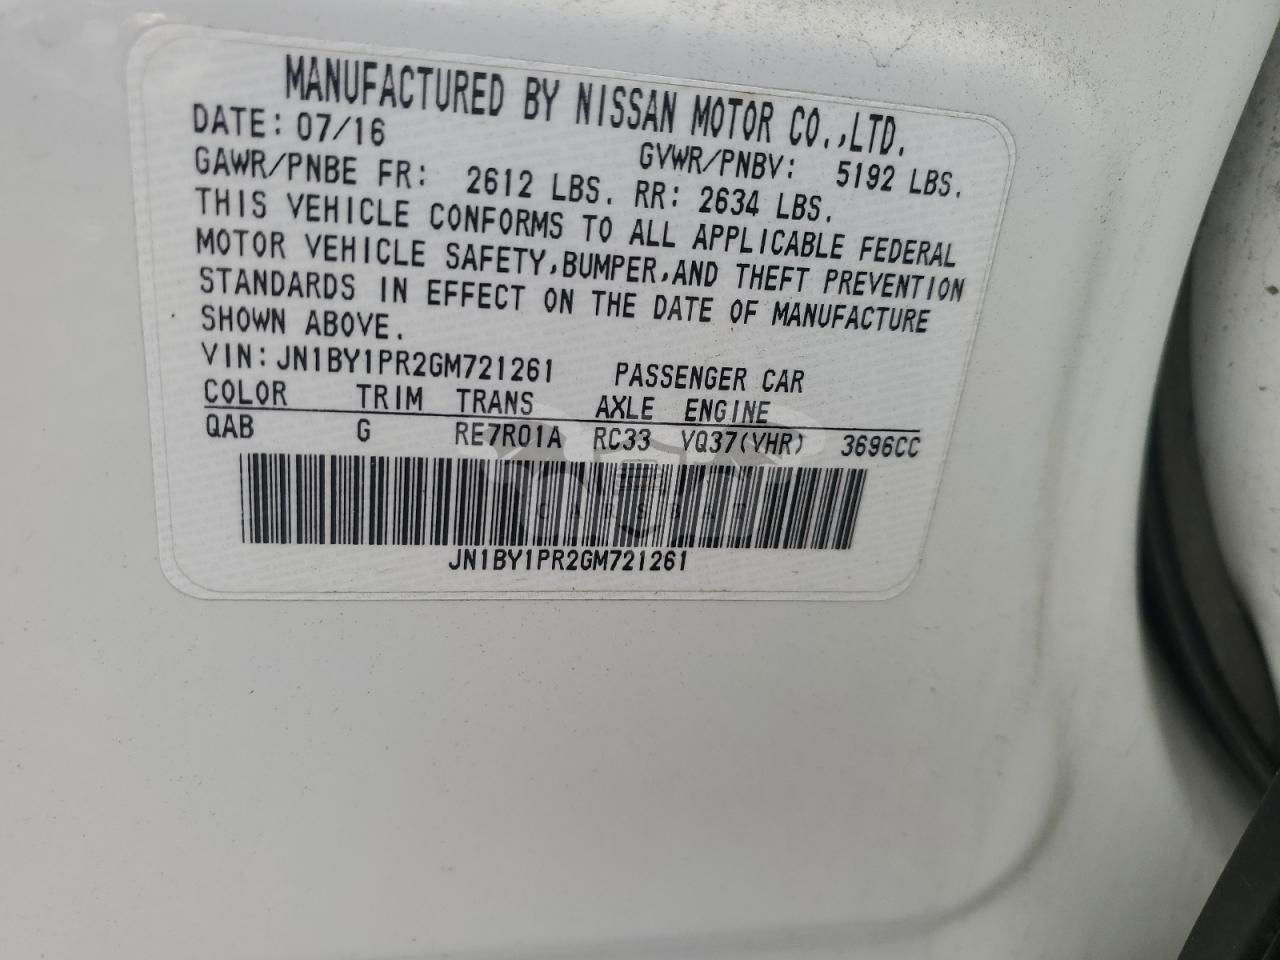 MANUFACTURED BY NISSAN MOTOR CO.,LTD.
DATE: 07/16 GVWR/PNBV: 5192 LBS.
GAWR/PNBE FR: 2612 LBS. RR: 2634 LBS.
THIS VEHICLE CONFORMS TO ALL APPLICABLE FEDERAL
MOTOR VEHICLE SAFETY,BUMPER,AND THEFT PREVENTION
STANDARDS IN EFFECT ON THE DATE OF MANUFACTURE
SHOWN ABOVE.
VIN: JN1BY1PR2GM721261 PASSENGER CAR
COLOR TRIM TRANS AXLE ENGINE
QAB G RE7R01A RC33 VQ37(VHR) 3696CC
JN1BY1PR2GM721261